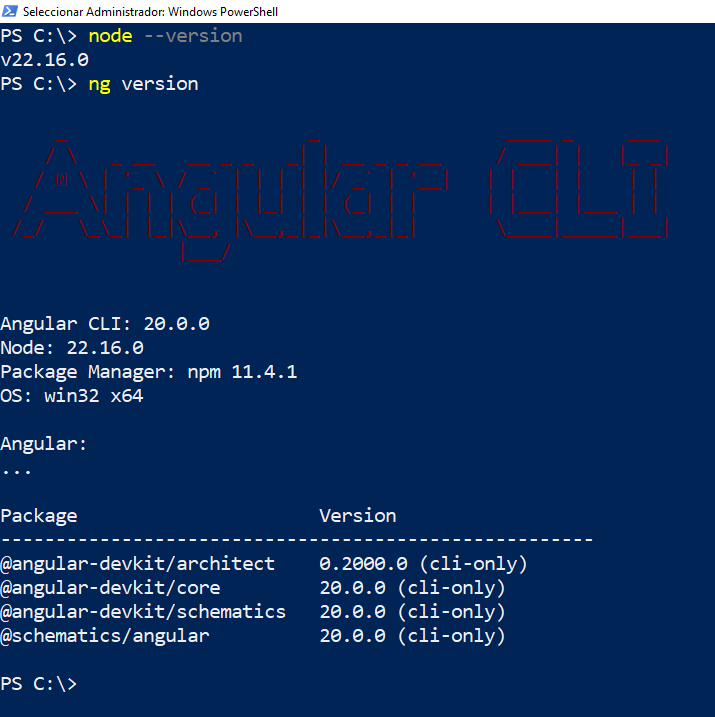 Seleccionar Administrador: Windows PowerShell
PS C:\> node --version
v22.16.0
PS C:\> ng version
Angular CLI
Angular CLI: 20.0.0
Node: 22.16.0
Package Manager: npm 11.4.1
OS: win32 x64
Angular:
...
Package Version
------------------------------------------------------
@angular-devkit/architect 0.2000.0 (cli-only)
@angular-devkit/core 20.0.0 (cli-only)
@angular-devkit/schematics 20.0.0 (cli-only)
@schematics/angular 20.0.0 (cli-only)
PS C:\>